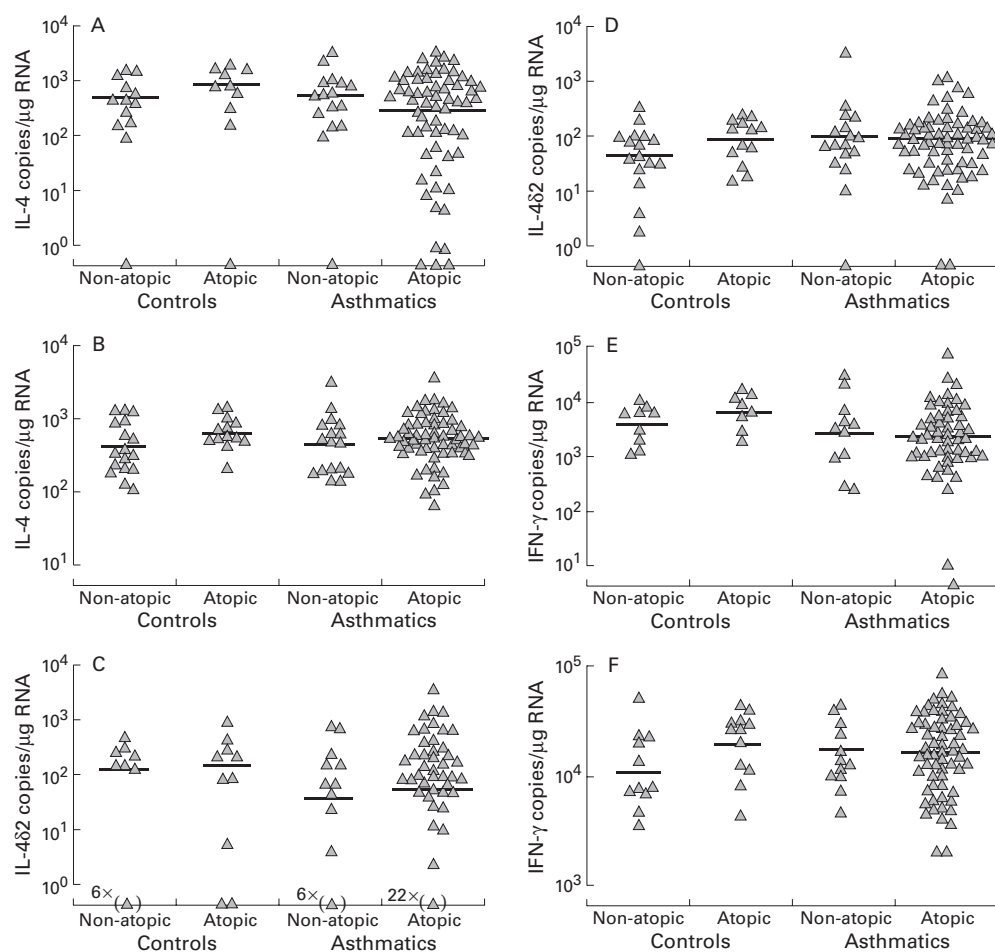 A
IL-4 copies/μg RNA
10⁴
10³
10²
10¹
10⁰
Non-atopic Atopic Non-atopic Atopic
Controls Asthmatics
B
IL-4 copies/μg RNA
10⁴
10³
10²
10¹
Non-atopic Atopic Non-atopic Atopic
Controls Asthmatics
C
IL-4δ2 copies/μg RNA
10⁴
10³
10²
10¹
10⁰
6×( ) 6×( ) 22×( )
Non-atopic Atopic Non-atopic Atopic
Controls Asthmatics
D
IL-4δ2 copies/μg RNA
10⁴
10³
10²
10¹
10⁰
Non-atopic Atopic Non-atopic Atopic
Controls Asthmatics
E
IFN-γ copies/μg RNA
10⁵
10⁴
10³
10²
10¹
Non-atopic Atopic Non-atopic Atopic
Controls Asthmatics
F
IFN-γ copies/μg RNA
10⁵
10⁴
10³
Non-atopic Atopic Non-atopic Atopic
Controls Asthmatics